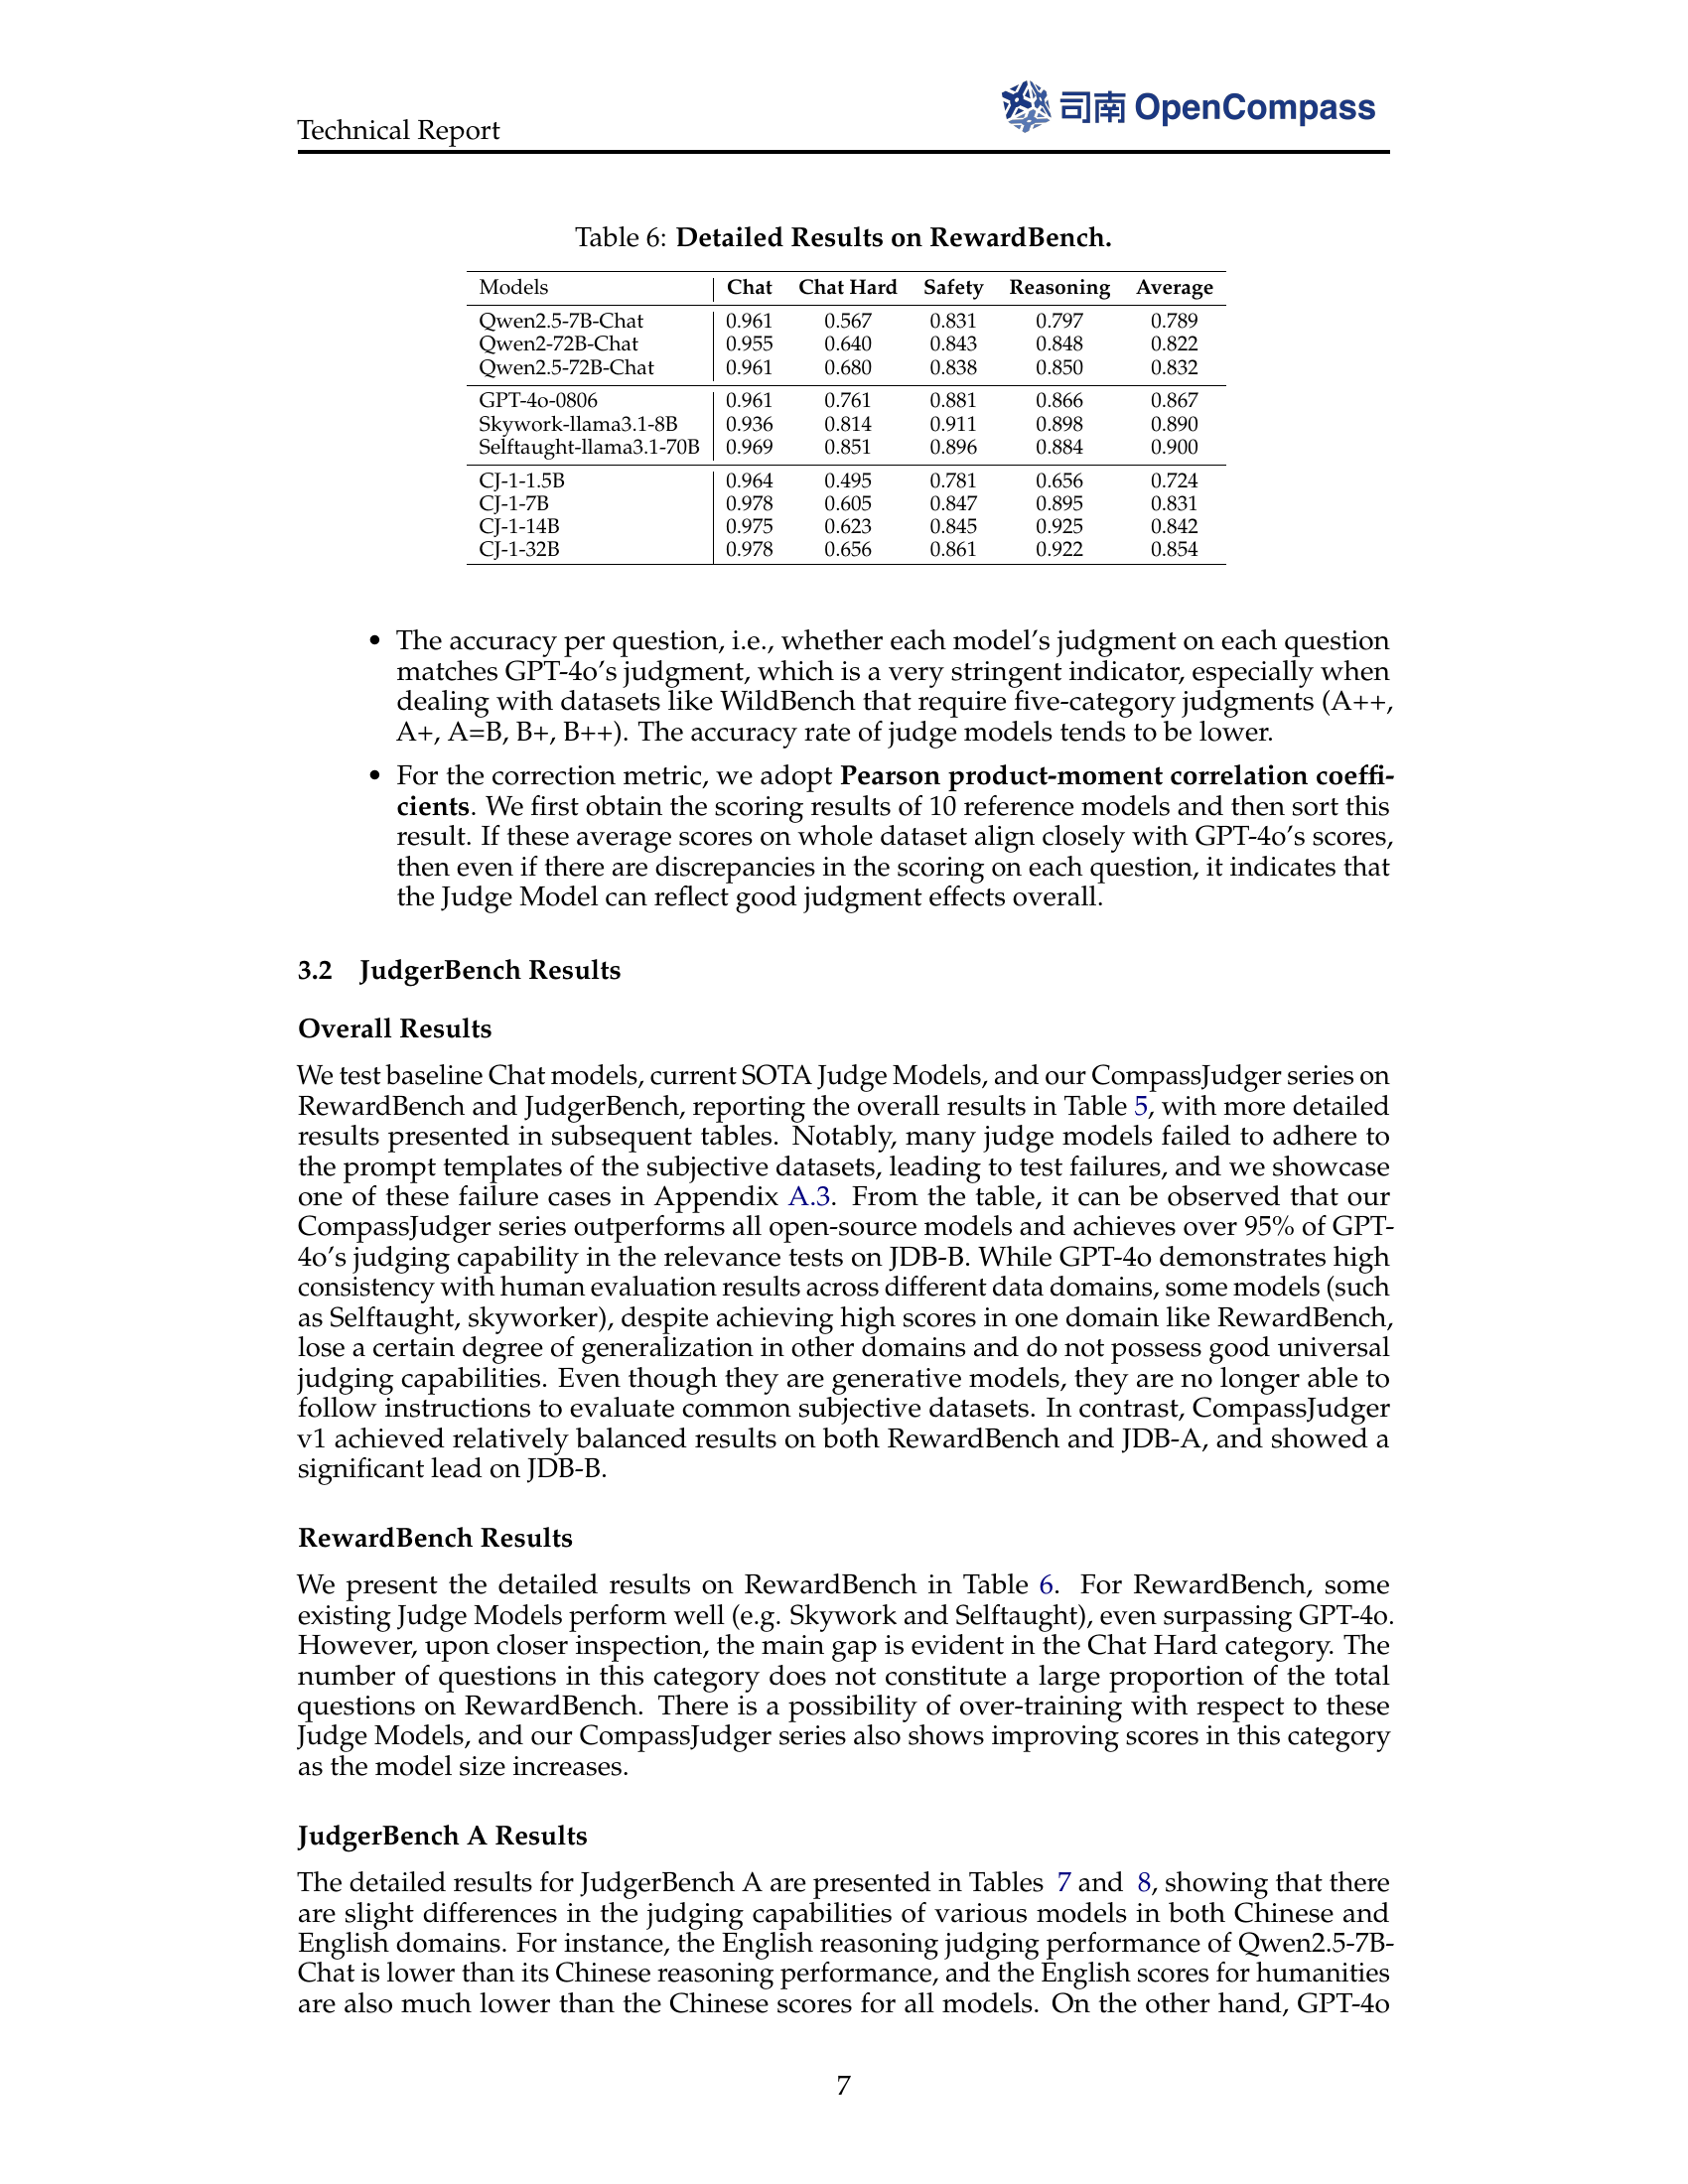 Technical Report
司南 OpenCompass
Table 6: Detailed Results on RewardBench.
Models Chat Chat Hard Safety Reasoning Average
Qwen2.5-7B-Chat 0.961 0.567 0.831 0.797 0.789
Qwen2-72B-Chat 0.955 0.640 0.843 0.848 0.822
Qwen2.5-72B-Chat 0.961 0.680 0.838 0.850 0.832
GPT-4o-0806 0.961 0.761 0.881 0.866 0.867
Skywork-llama3.1-8B 0.936 0.814 0.911 0.898 0.890
Selftaught-llama3.1-70B 0.969 0.851 0.896 0.884 0.900
CJ-1-1.5B 0.964 0.495 0.781 0.656 0.724
CJ-1-7B 0.978 0.605 0.847 0.895 0.831
CJ-1-14B 0.975 0.623 0.845 0.925 0.842
CJ-1-32B 0.978 0.656 0.861 0.922 0.854
• The accuracy per question, i.e., whether each model's judgment on each question
matches GPT-4o's judgment, which is a very stringent indicator, especially when
dealing with datasets like WildBench that require five-category judgments (A++,
A+, A=B, B+, B++). The accuracy rate of judge models tends to be lower.
• For the correction metric, we adopt Pearson product-moment correlation coeffi-
cients. We first obtain the scoring results of 10 reference models and then sort this
result. If these average scores on whole dataset align closely with GPT-4o's scores,
then even if there are discrepancies in the scoring on each question, it indicates that
the Judge Model can reflect good judgment effects overall.
3.2 JudgerBench Results
Overall Results
We test baseline Chat models, current SOTA Judge Models, and our CompassJudger series on
RewardBench and JudgerBench, reporting the overall results in Table 5, with more detailed
results presented in subsequent tables. Notably, many judge models failed to adhere to
the prompt templates of the subjective datasets, leading to test failures, and we showcase
one of these failure cases in Appendix A.3. From the table, it can be observed that our
CompassJudger series outperforms all open-source models and achieves over 95% of GPT-
4o's judging capability in the relevance tests on JDB-B. While GPT-4o demonstrates high
consistency with human evaluation results across different data domains, some models (such
as Selftaught, skyworker), despite achieving high scores in one domain like RewardBench,
lose a certain degree of generalization in other domains and do not possess good universal
judging capabilities. Even though they are generative models, they are no longer able to
follow instructions to evaluate common subjective datasets. In contrast, CompassJudger
v1 achieved relatively balanced results on both RewardBench and JDB-A, and showed a
significant lead on JDB-B.
RewardBench Results
We present the detailed results on RewardBench in Table 6. For RewardBench, some
existing Judge Models perform well (e.g. Skywork and Selftaught), even surpassing GPT-4o.
However, upon closer inspection, the main gap is evident in the Chat Hard category. The
number of questions in this category does not constitute a large proportion of the total
questions on RewardBench. There is a possibility of over-training with respect to these
Judge Models, and our CompassJudger series also shows improving scores in this category
as the model size increases.
JudgerBench A Results
The detailed results for JudgerBench A are presented in Tables 7 and 8, showing that there
are slight differences in the judging capabilities of various models in both Chinese and
English domains. For instance, the English reasoning judging performance of Qwen2.5-7B-
Chat is lower than its Chinese reasoning performance, and the English scores for humanities
are also much lower than the Chinese scores for all models. On the other hand, GPT-4o
7